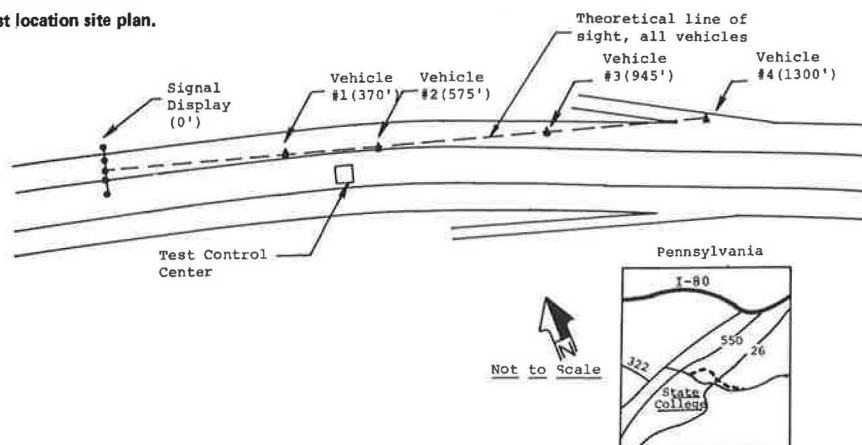 st location site plan.
Theoretical line of
sight, all vehicles
Signal
Display
(0')
Vehicle
#1(370')
Vehicle
#2(575')
Vehicle
#3(945')
Vehicle
#4(1300')
Test Control
Center
Pennsylvania
I-80
550
26
322
State
College
N
Not to Scale